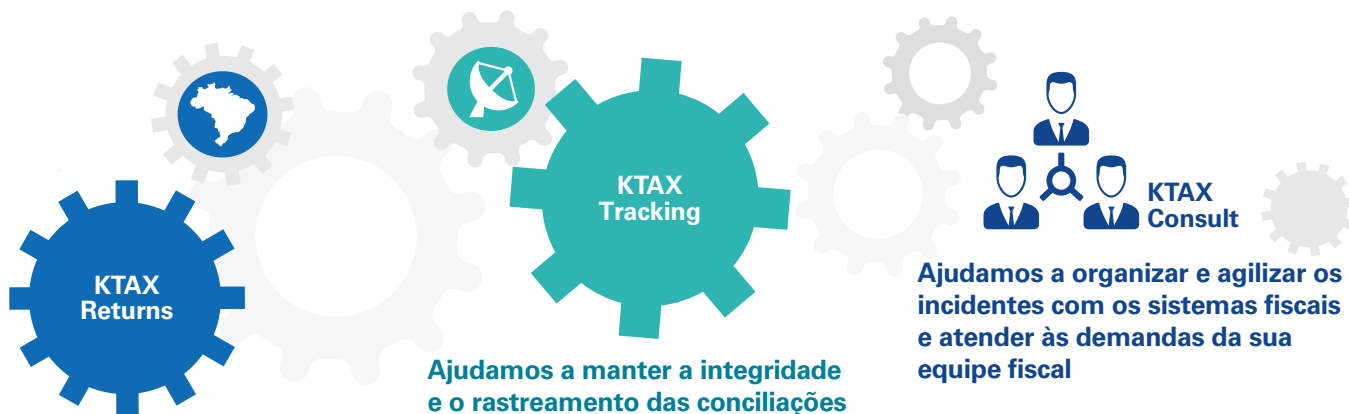 KTAX
Returns
KTAX
Tracking
Ajudamos a manter a integridade
e o rastreamento das conciliações
KTAX
Consult
Ajudamos a organizar e agilizar os
incidentes com os sistemas fiscais
e atender às demandas da sua
equipe fiscal